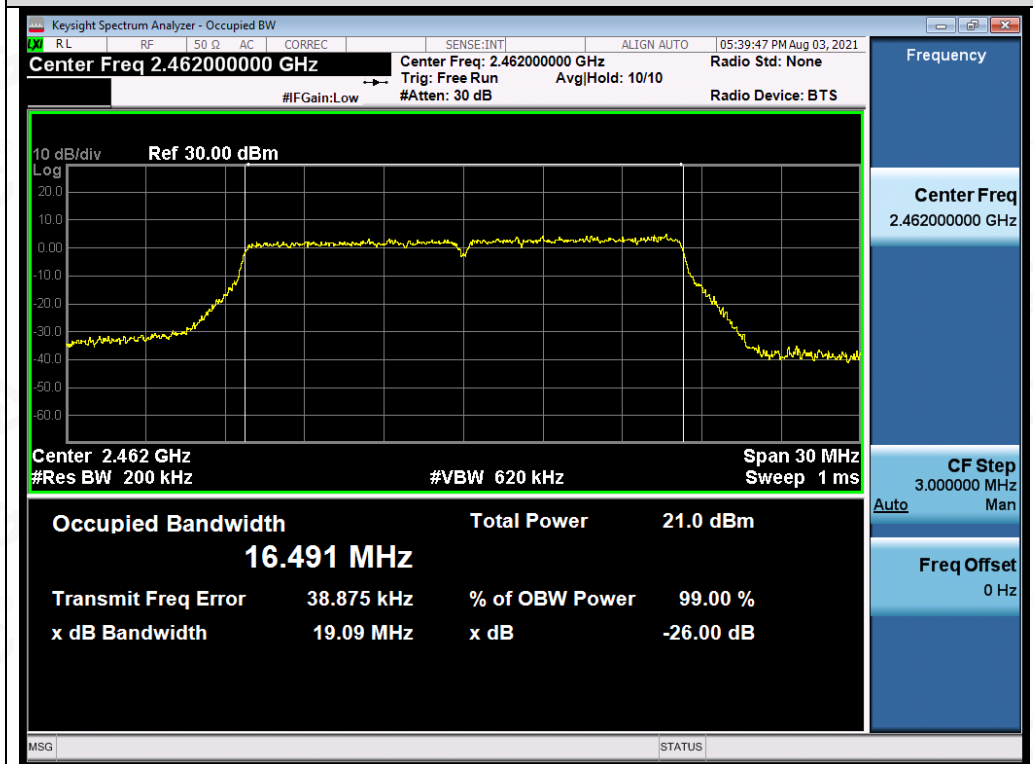 Keysight Spectrum Analyzer - Occupied BW
LXI RL RF 50 Ω AC CORREC SENSE:INT ALIGN AUTO 05:39:47 PM Aug 03, 2021
Center Freq 2.462000000 GHz
Center Freq: 2.462000000 GHz
Radio Std: None
Trig: Free Run Avg|Hold: 10/10
#IFGain:Low
#Atten: 30 dB
Radio Device: BTS
10 dB/div Ref 30.00 dBm
Log
20.0
10.0
0.00
-10.0
-20.0
-30.0
-40.0
-50.0
-60.0
Center 2.462 GHz Span 30 MHz
#Res BW 200 kHz #VBW 620 kHz Sweep 1 ms
Occupied Bandwidth Total Power 21.0 dBm
16.491 MHz
Transmit Freq Error 38.875 kHz % of OBW Power 99.00 %
x dB Bandwidth 19.09 MHz x dB -26.00 dB
MSG STATUS
Frequency
Center Freq
2.462000000 GHz
CF Step
3.000000 MHz
Auto Man
Freq Offset
0 Hz